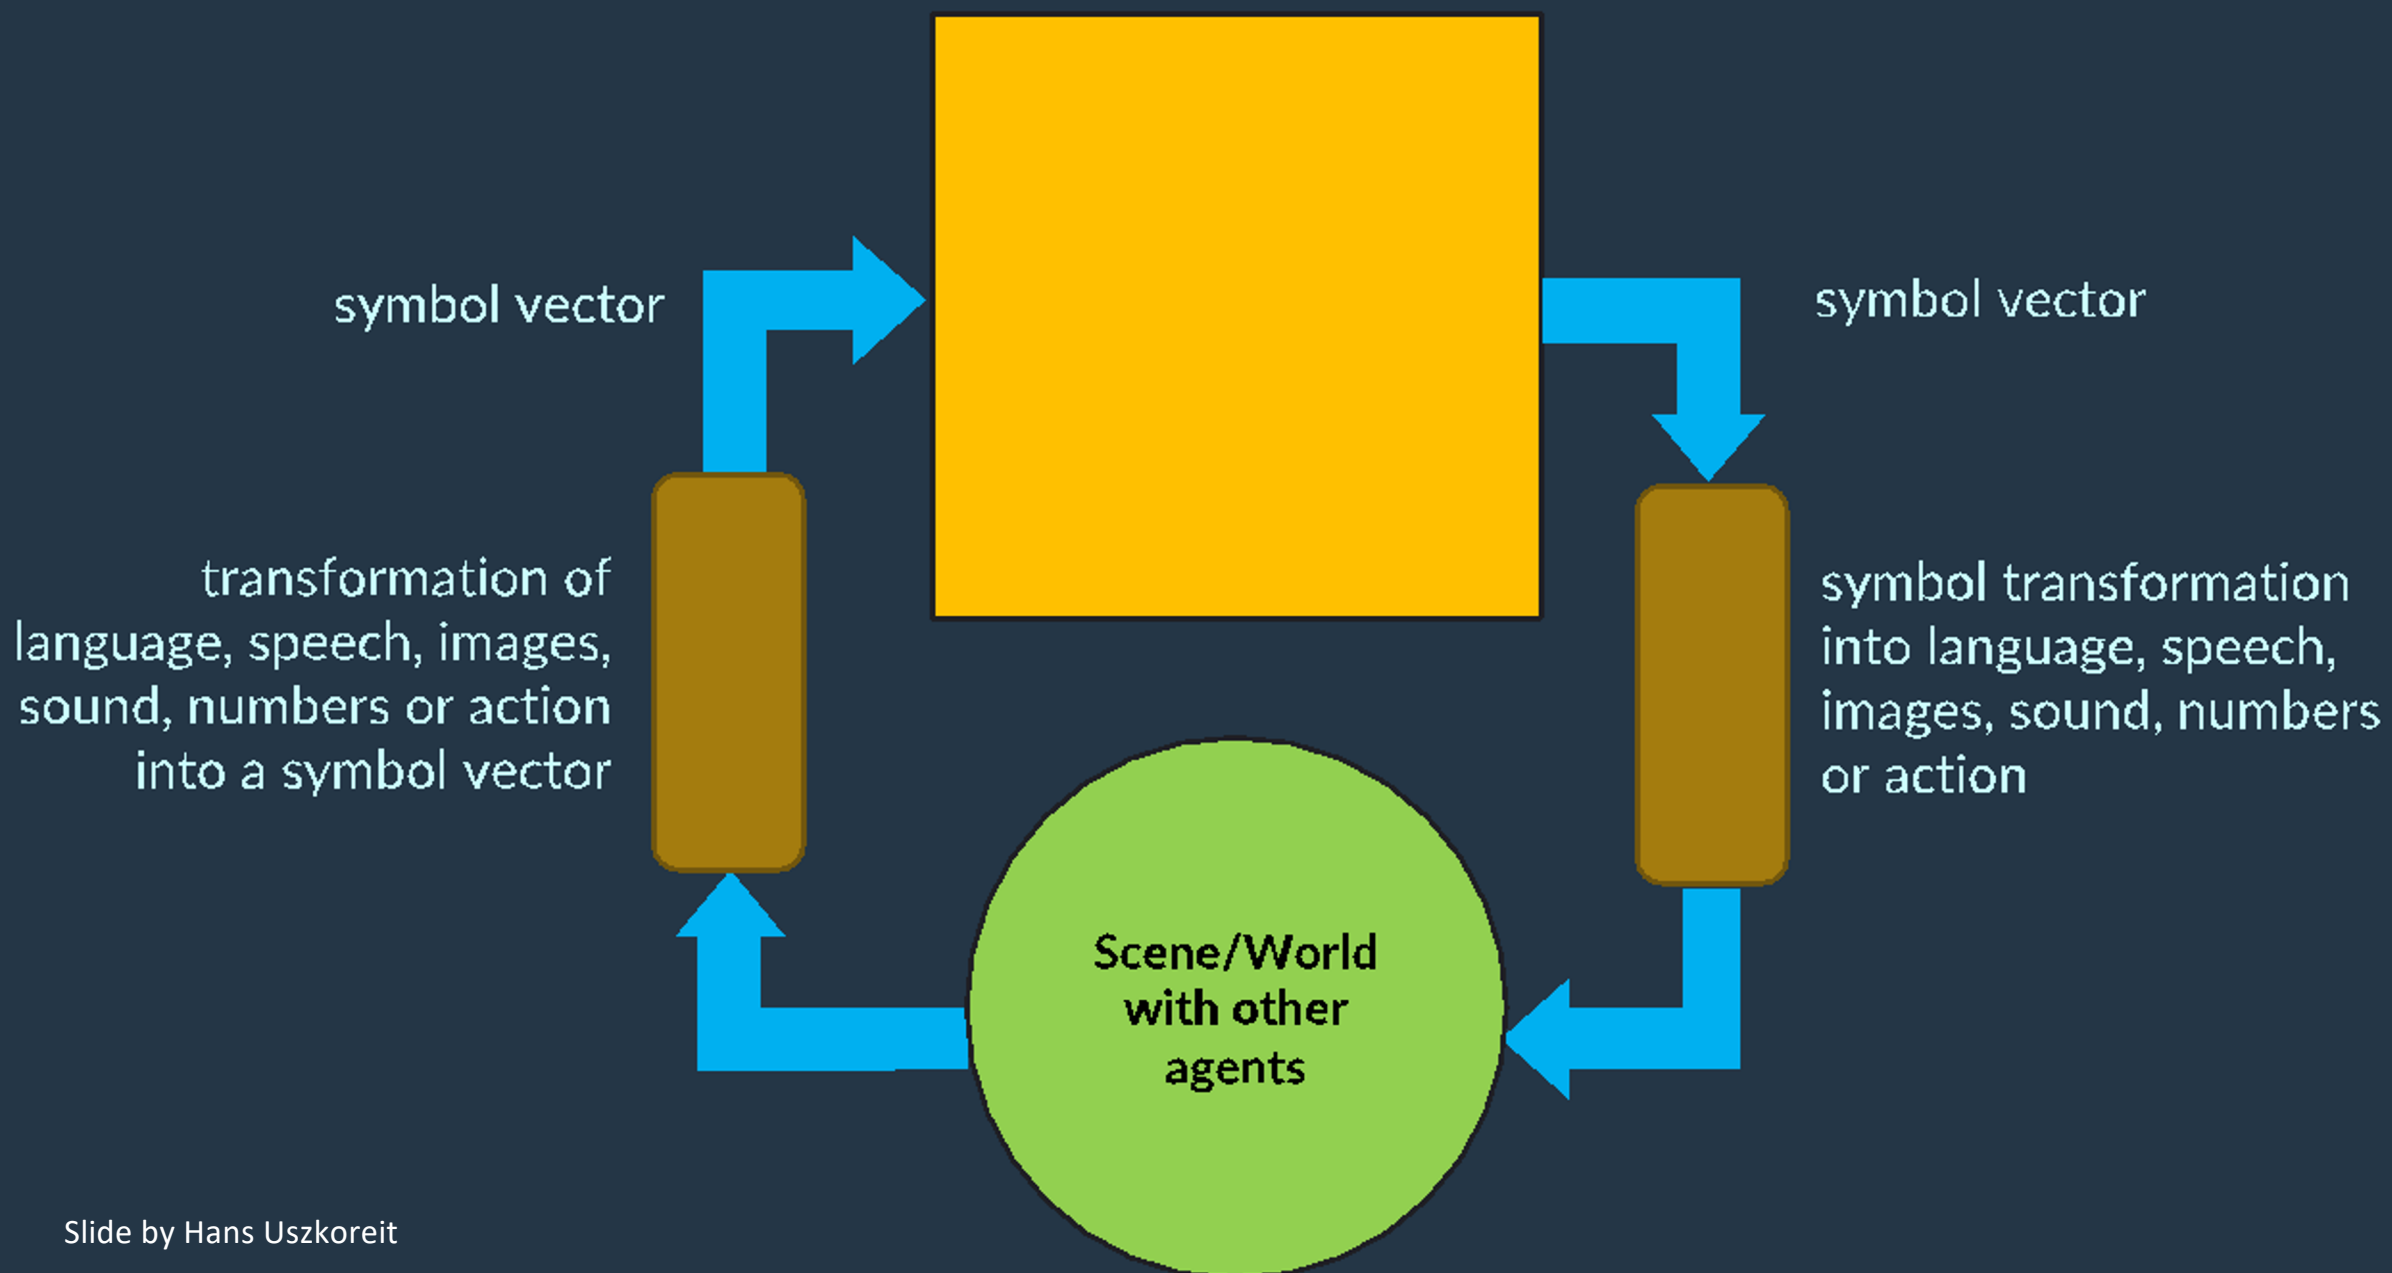 symbol vector
symbol vector
transformation of
language, speech, images,
sound, numbers or action
into a symbol vector
symbol transformation
into language, speech,
images, sound, numbers
or action
Scene/World
with other
agents
Slide by Hans Uszkoreit